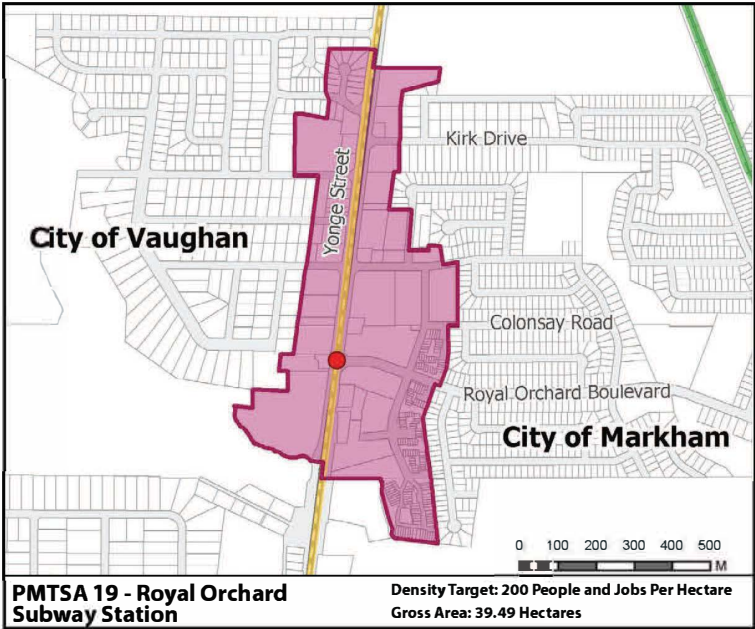 Kirk Drive
Yonge Street
City of Vaughan
Colonsay Road
Royal Orchard Boulevard
City of Markham
0 100 200 300 400 500
M
PMTSA 19 - Royal Orchard
Subway Station
Density Target: 200 People and Jobs Per Hectare
Gross Area: 39.49 Hectares